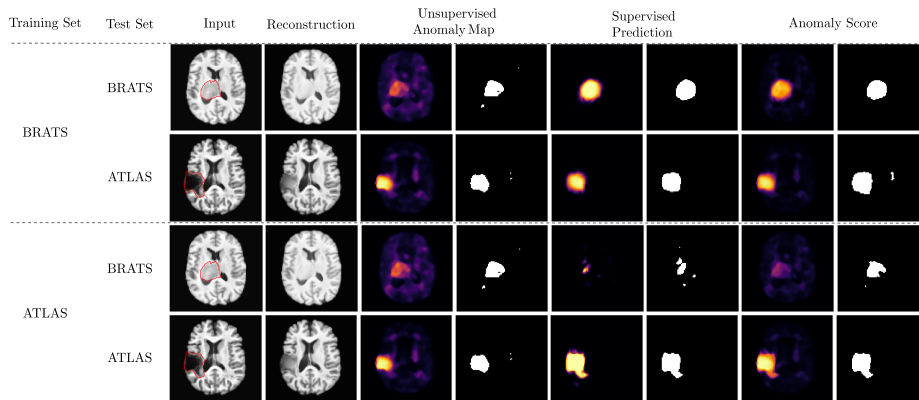 Training Set
Test Set
Input
Reconstruction
Unsupervised
Anomaly Map
Supervised
Prediction
Anomaly Score
BRATS
BRATS
ATLAS
ATLAS
BRATS
ATLAS